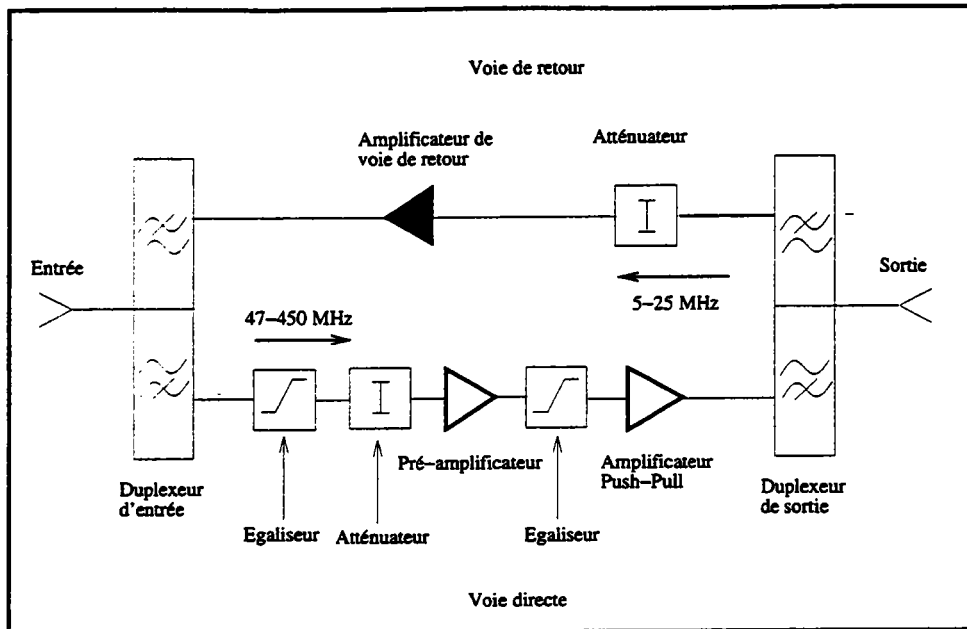 Voie de retour
Amplificateur de
voie de retour
Atténuateur
Entrée
Sortie
5–25 MHz
47–450 MHz
Pré–amplificateur
Amplificateur
Push–Pull
Duplexeur
d'entrée
Duplexeur
de sortie
Egaliseur
Atténuateur
Egaliseur
Voie directe